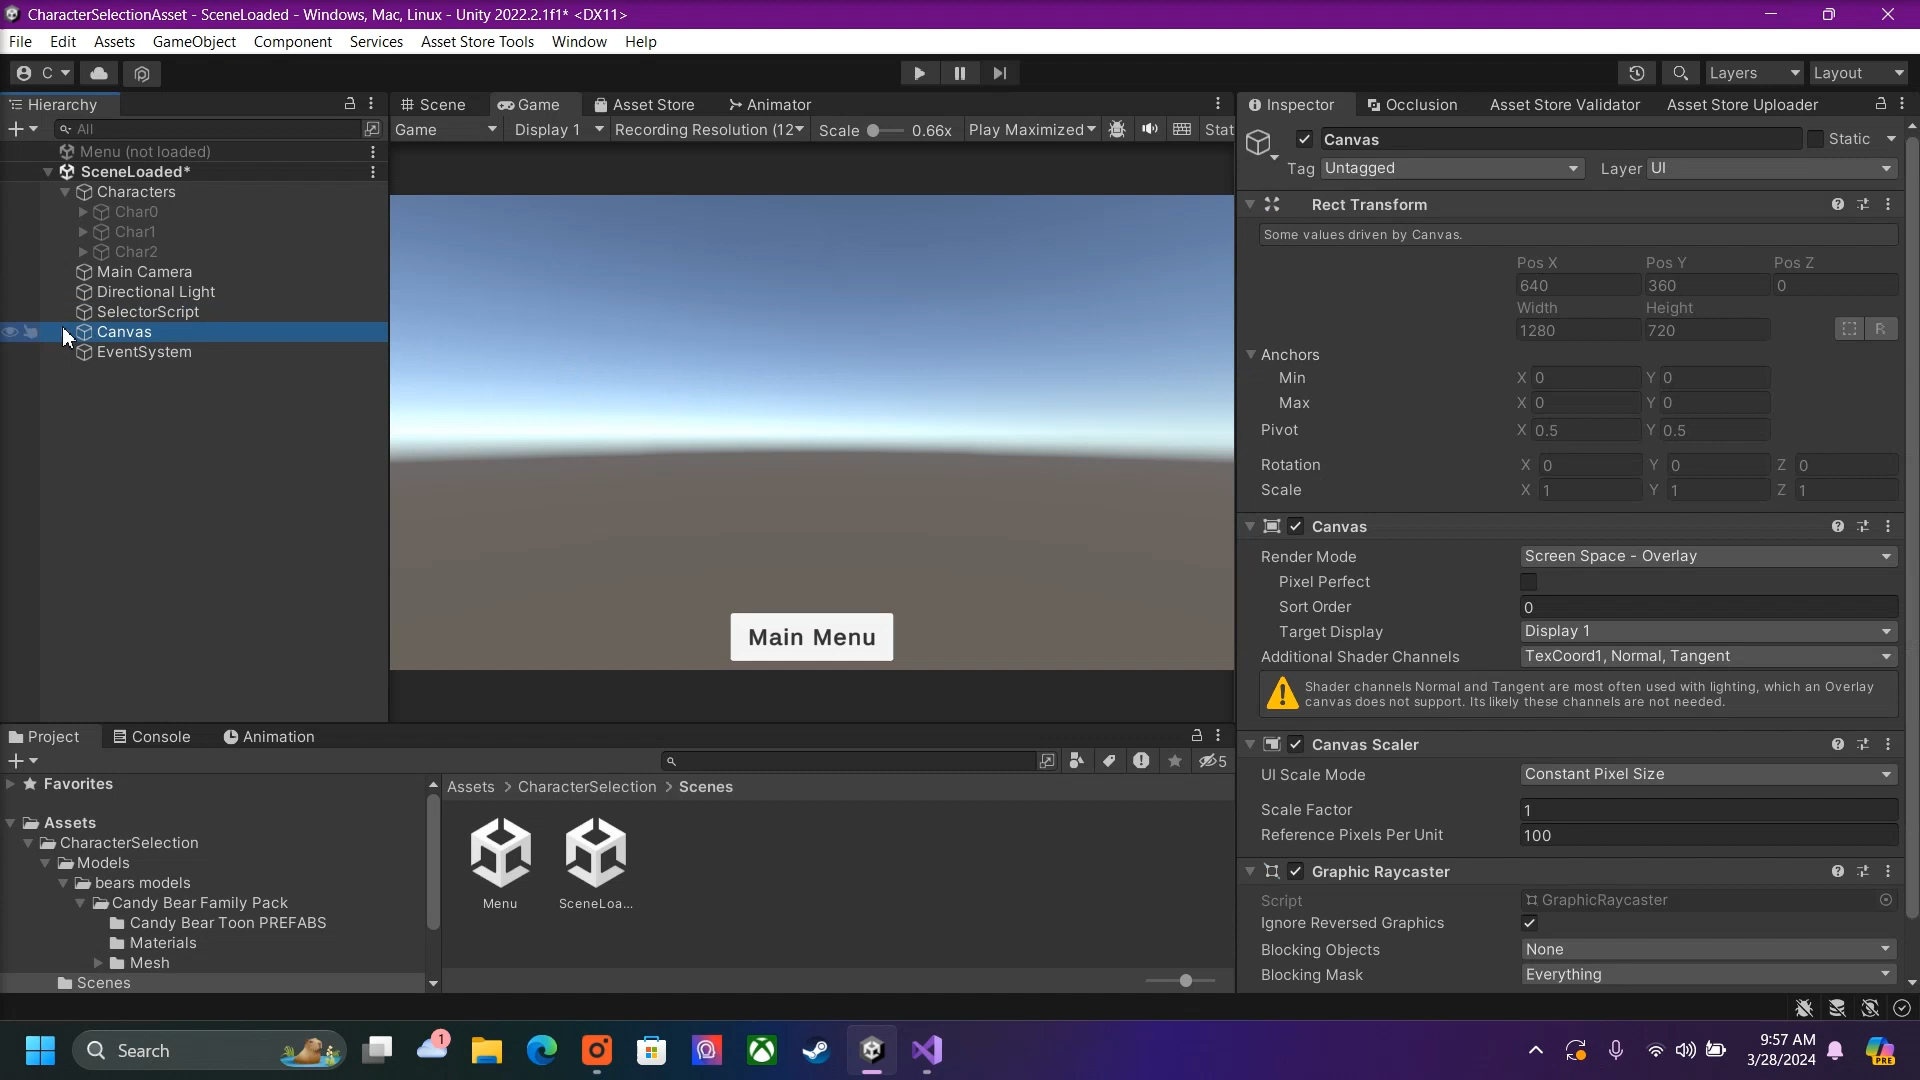 CharacterSelectionAsset - SceneLoaded - Windows, Mac, Linux - Unity 2022.2.1f1* <DX11>
File Edit Assets GameObject Component Services Asset Store Tools Window Help
C Layers Layout
Hierarchy
All
Menu (not loaded)
SceneLoaded*
Characters
Char0
Char1
Char2
Main Camera
Directional Light
SelectorScript
Canvas
EventSystem
Scene Game Asset Store Animator
Game Display 1 Recording Resolution (12 Scale 0.66x Play Maximized Stat
Main Menu
Inspector Occlusion Asset Store Validator Asset Store Uploader
Canvas Static
Tag Untagged Layer UI
Rect Transform
Some values driven by Canvas.
Pos X Pos Y Pos Z
640 360 0
Width Height
1280 720 R
Anchors
Min X 0 Y 0
Max X 0 Y 0
Pivot X 0.5 Y 0.5
Rotation X 0 Y 0 Z 0
Scale X 1 Y 1 Z 1
Canvas
Render Mode Screen Space - Overlay
Pixel Perfect
Sort Order 0
Target Display Display 1
Additional Shader Channels TexCoord1, Normal, Tangent
Shader channels Normal and Tangent are most often used with lighting, which an Overlay
canvas does not support. Its likely these channels are not needed.
Canvas Scaler
UI Scale Mode Constant Pixel Size
Scale Factor 1
Reference Pixels Per Unit 100
Graphic Raycaster
Script GraphicRaycaster
Ignore Reversed Graphics
Blocking Objects None
Blocking Mask Everything
Project Console Animation
5
Favorites
Assets
CharacterSelection
Models
bears models
Candy Bear Family Pack
Candy Bear Toon PREFABS
Materials
Mesh
Scenes
Assets > CharacterSelection > Scenes
Menu SceneLoa...
Search 1
9:57 AM
3/28/2024
PRE